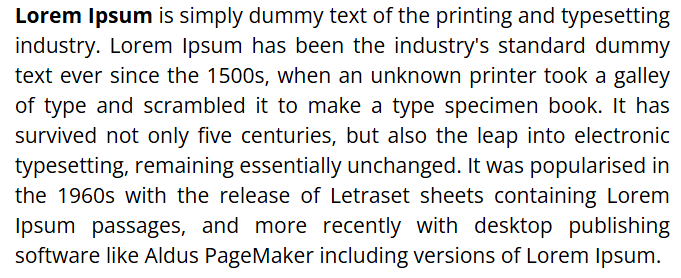 Lorem Ipsum is simply dummy text of the printing and typesetting
industry. Lorem Ipsum has been the industry's standard dummy
text ever since the 1500s, when an unknown printer took a galley
of type and scrambled it to make a type specimen book. It has
survived not only five centuries, but also the leap into electronic
typesetting, remaining essentially unchanged. It was popularised in
the 1960s with the release of Letraset sheets containing Lorem
Ipsum passages, and more recently with desktop publishing
software like Aldus PageMaker including versions of Lorem Ipsum.